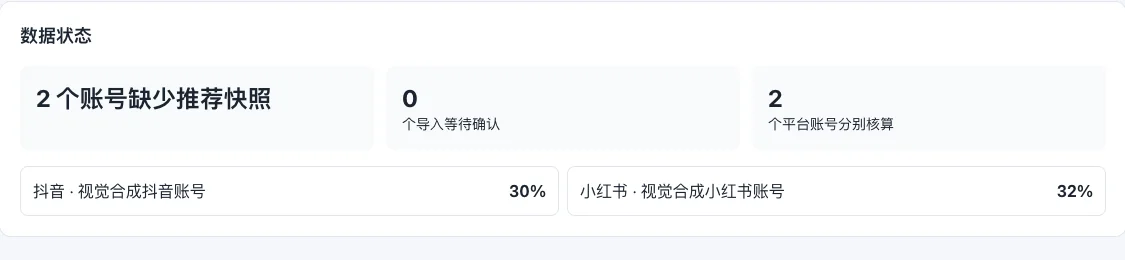 数据状态
2 个账号缺少推荐快照
0
个导入等待确认
2
个平台账号分别核算
抖音 · 视觉合成抖音账号 30%
小红书 · 视觉合成小红书账号 32%